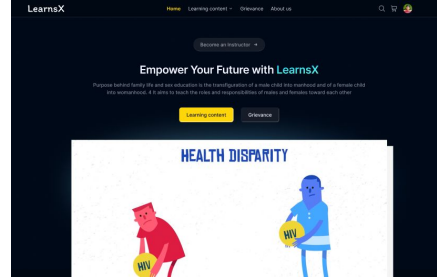 LearnsX
Home Learning content Grievance About us
Become an Instructor →
Empower Your Future with LearnsX
Purpose behind family life and sex education is the transfiguration of a male child into manhood and of a female child
into womanhood. 4 It aims to teach the roles and responsibilities of males and females toward each other
Learning content Grievance
HEALTH DISPARITY
HIV
HIV